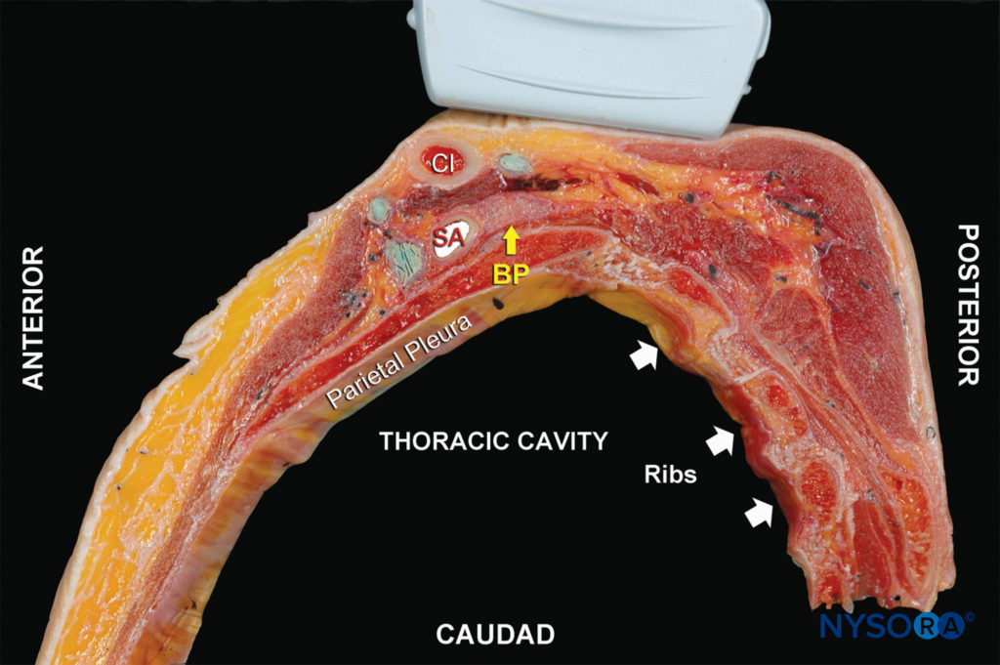 CI
SA
BP
ANTERIOR
POSTERIOR
Parietal Pleura
THORACIC CAVITY
Ribs
CAUDAD
NYSORA©